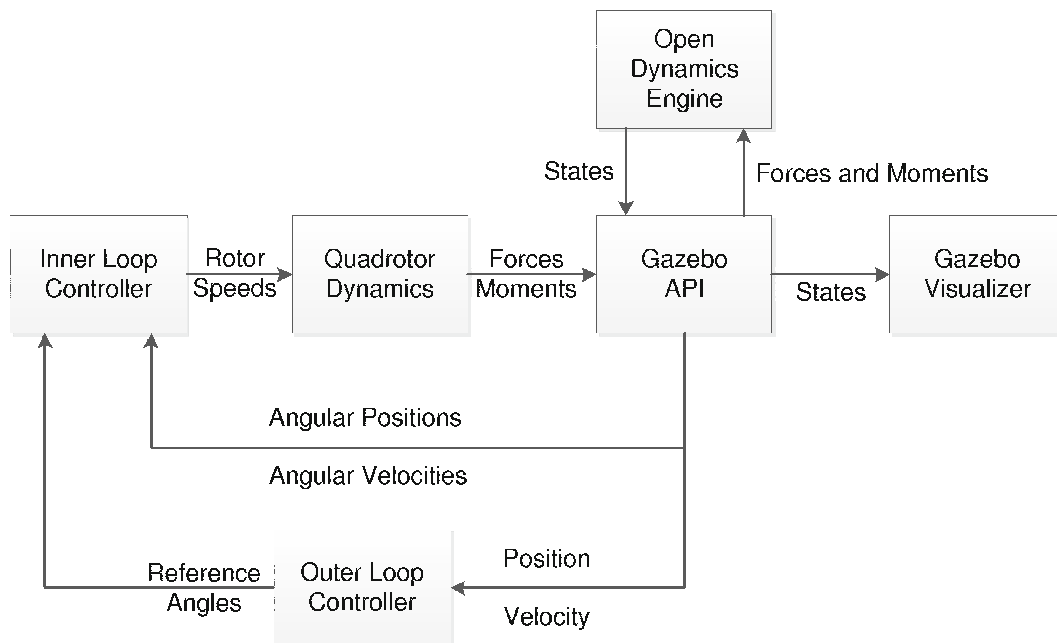 Open
Dynamics
Engine
States
Forces and Moments
Inner Loop
Controller
Rotor
Speeds
Quadrotor
Dynamics
Forces
Moments
Gazebo
API
States
Gazebo
Visualizer
Angular Positions
Angular Velocities
Reference
Angles
Outer Loop
Controller
Position
Velocity